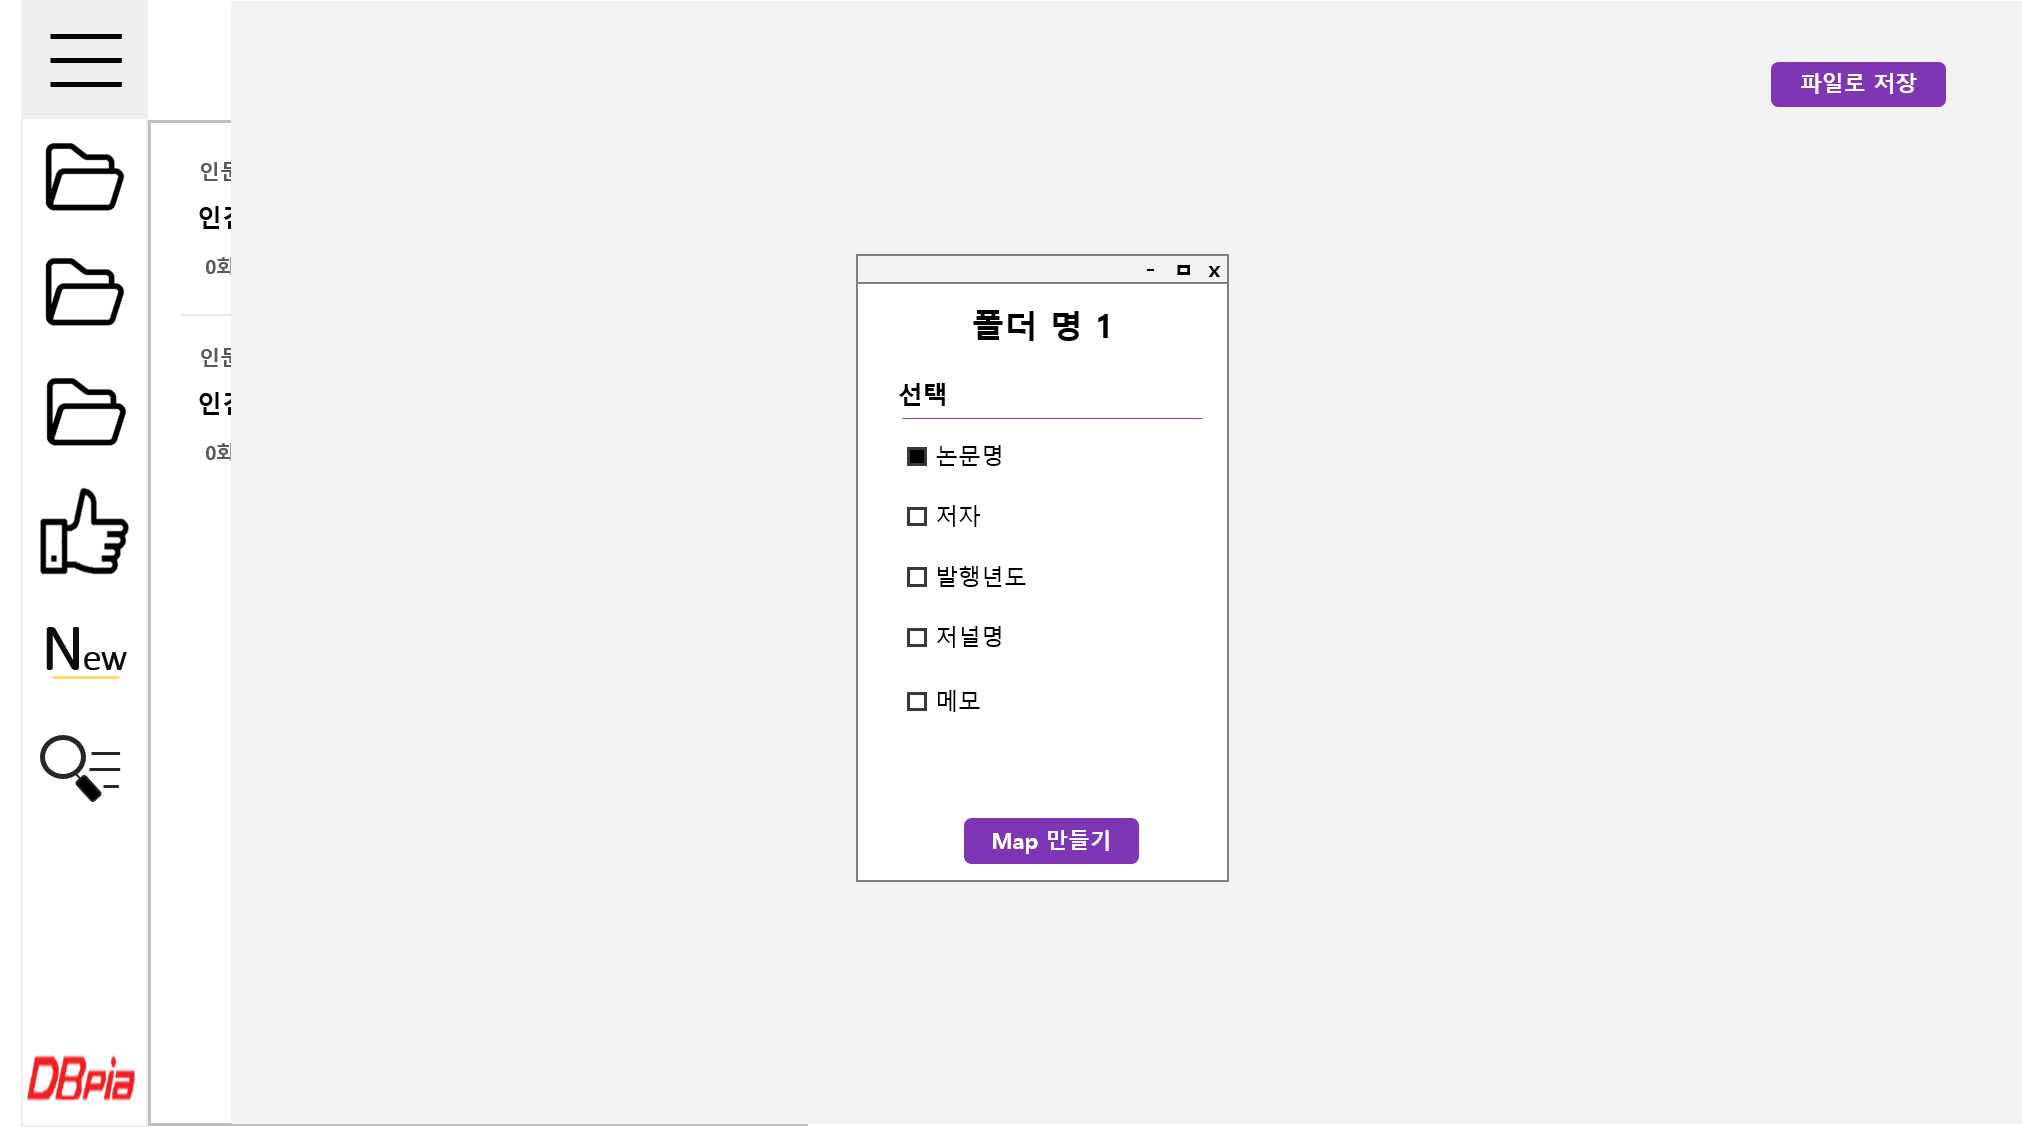 파일로 저장
- x
폴더 명 1
선택
논문명
저자
발행년도
저널명
메모
Map 만들기
New
DBpia